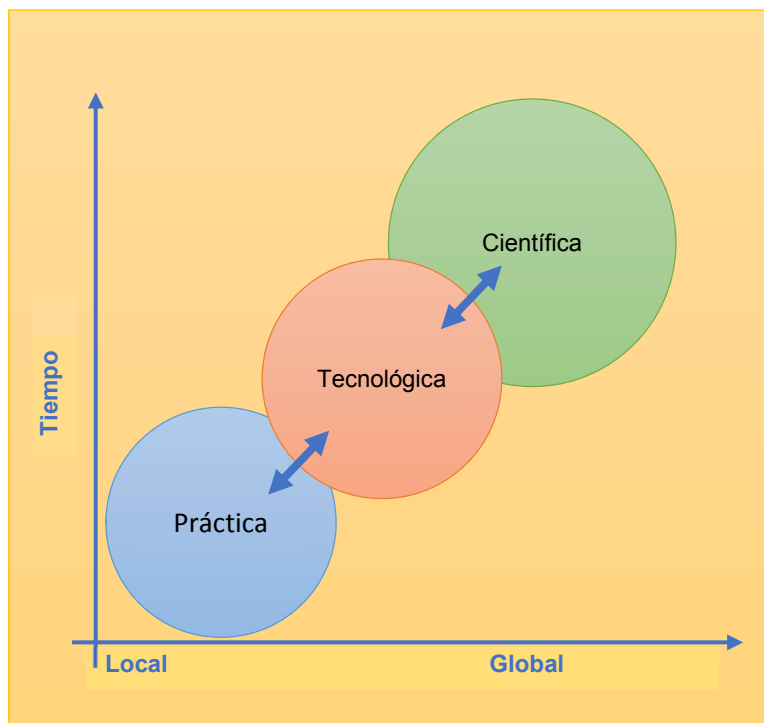 Científica
Tecnológica
Práctica
Tiempo
Local
Global